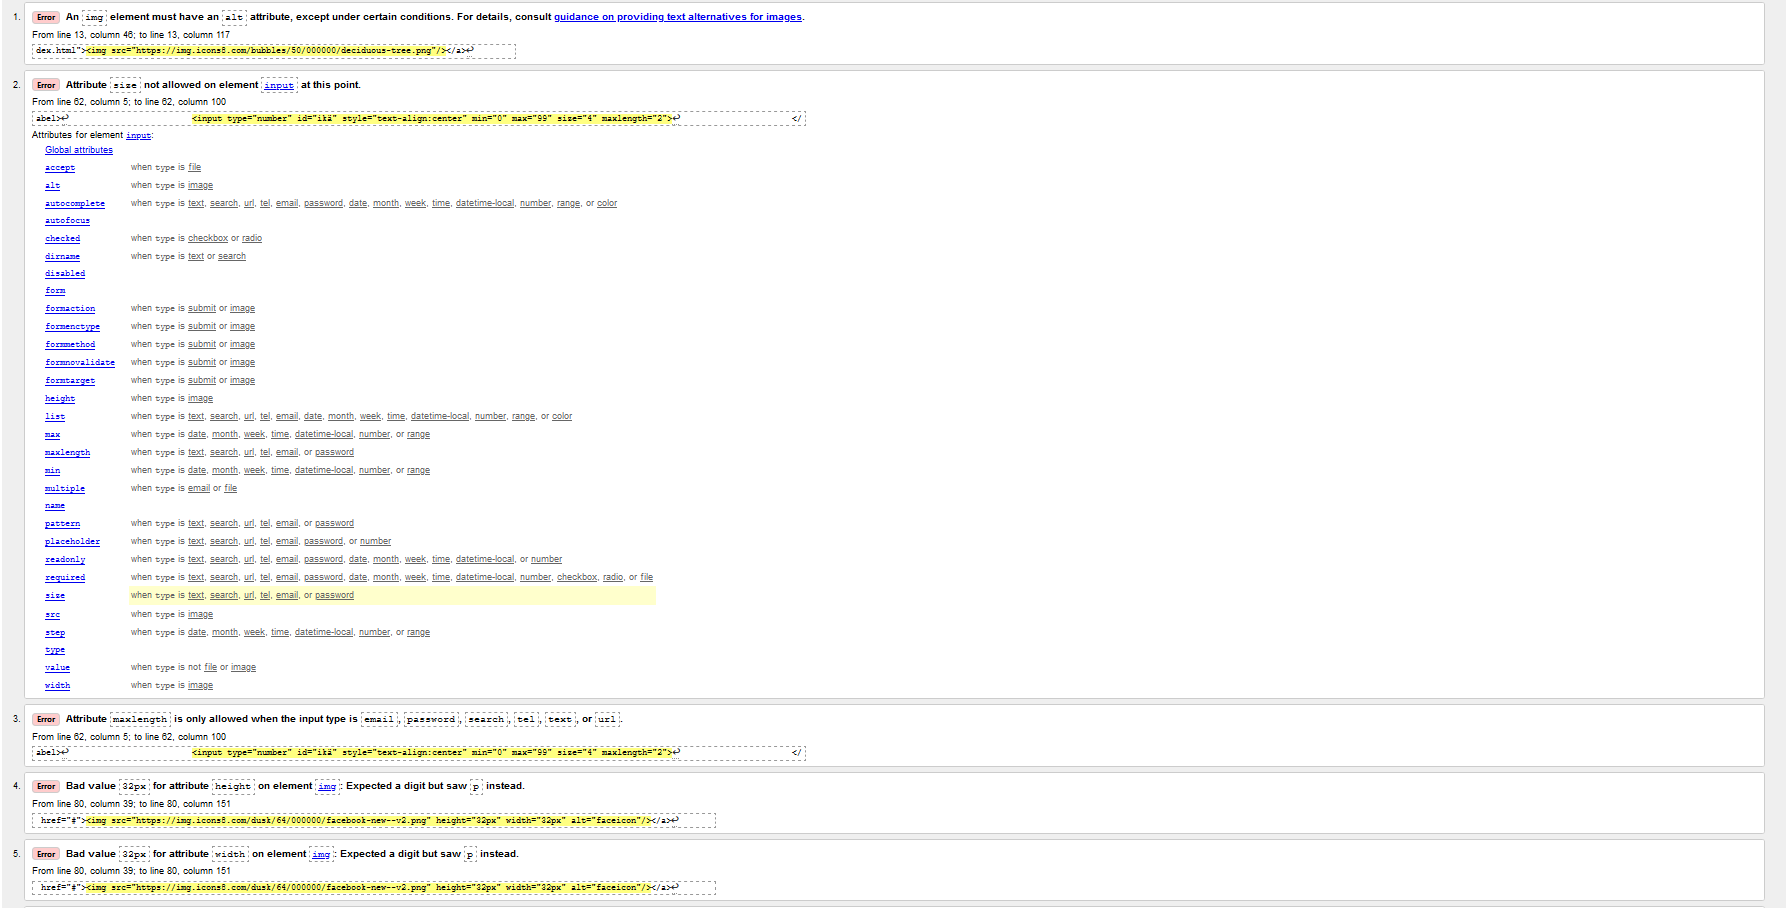 1. Error An img element must have an alt attribute, except under certain conditions. For details, consult guidance on providing text alternatives for images.
From line 13, column 46; to line 13, column 117
dex.html"><img src="https://img.icons8.com/bubbles/50/000000/deciduous-tree.png"/></a>↩
2. Error Attribute size not allowed on element input at this point.
From line 62, column 5; to line 62, column 100
abel>↩ <input type="number" id="ikä" style="text-align:center" min="0" max="99" size="4" maxlength="2">↩ </
Attributes for element input:
Global attributes
accept when type is file
alt when type is image
autocomplete when type is text, search, url, tel, email, password, date, month, week, time, datetime-local, number, range, or color
autofocus
checked when type is checkbox or radio
dirname when type is text or search
disabled
form
formaction when type is submit or image
formenctype when type is submit or image
formmethod when type is submit or image
formnovalidate when type is submit or image
formtarget when type is submit or image
height when type is image
list when type is text, search, url, tel, email, date, month, week, time, datetime-local, number, range, or color
max when type is date, month, week, time, datetime-local, number, or range
maxlength when type is text, search, url, tel, email, or password
min when type is date, month, week, time, datetime-local, number, or range
multiple when type is email or file
name
pattern when type is text, search, url, tel, email, or password
placeholder when type is text, search, url, tel, email, password, or number
readonly when type is text, search, url, tel, email, password, date, month, week, time, datetime-local, or number
required when type is text, search, url, tel, email, password, date, month, week, time, datetime-local, number, checkbox, radio, or file
size when type is text, search, url, tel, email, or password
src when type is image
step when type is date, month, week, time, datetime-local, number, or range
type
value when type is not file or image
width when type is image
3. Error Attribute maxlength is only allowed when the input type is email, password, search, tel, text, or url.
From line 62, column 5; to line 62, column 100
abel>↩ <input type="number" id="ikä" style="text-align:center" min="0" max="99" size="4" maxlength="2">↩ </
4. Error Bad value 32px for attribute height on element img: Expected a digit but saw p instead.
From line 80, column 39; to line 80, column 151
href="#"><img src="https://img.icons8.com/dusk/64/000000/facebook-new--v2.png" height="32px" width="32px" alt="faceicon"/></a>↩
5. Error Bad value 32px for attribute width on element img: Expected a digit but saw p instead.
From line 80, column 39; to line 80, column 151
href="#"><img src="https://img.icons8.com/dusk/64/000000/facebook-new--v2.png" height="32px" width="32px" alt="faceicon"/></a>↩